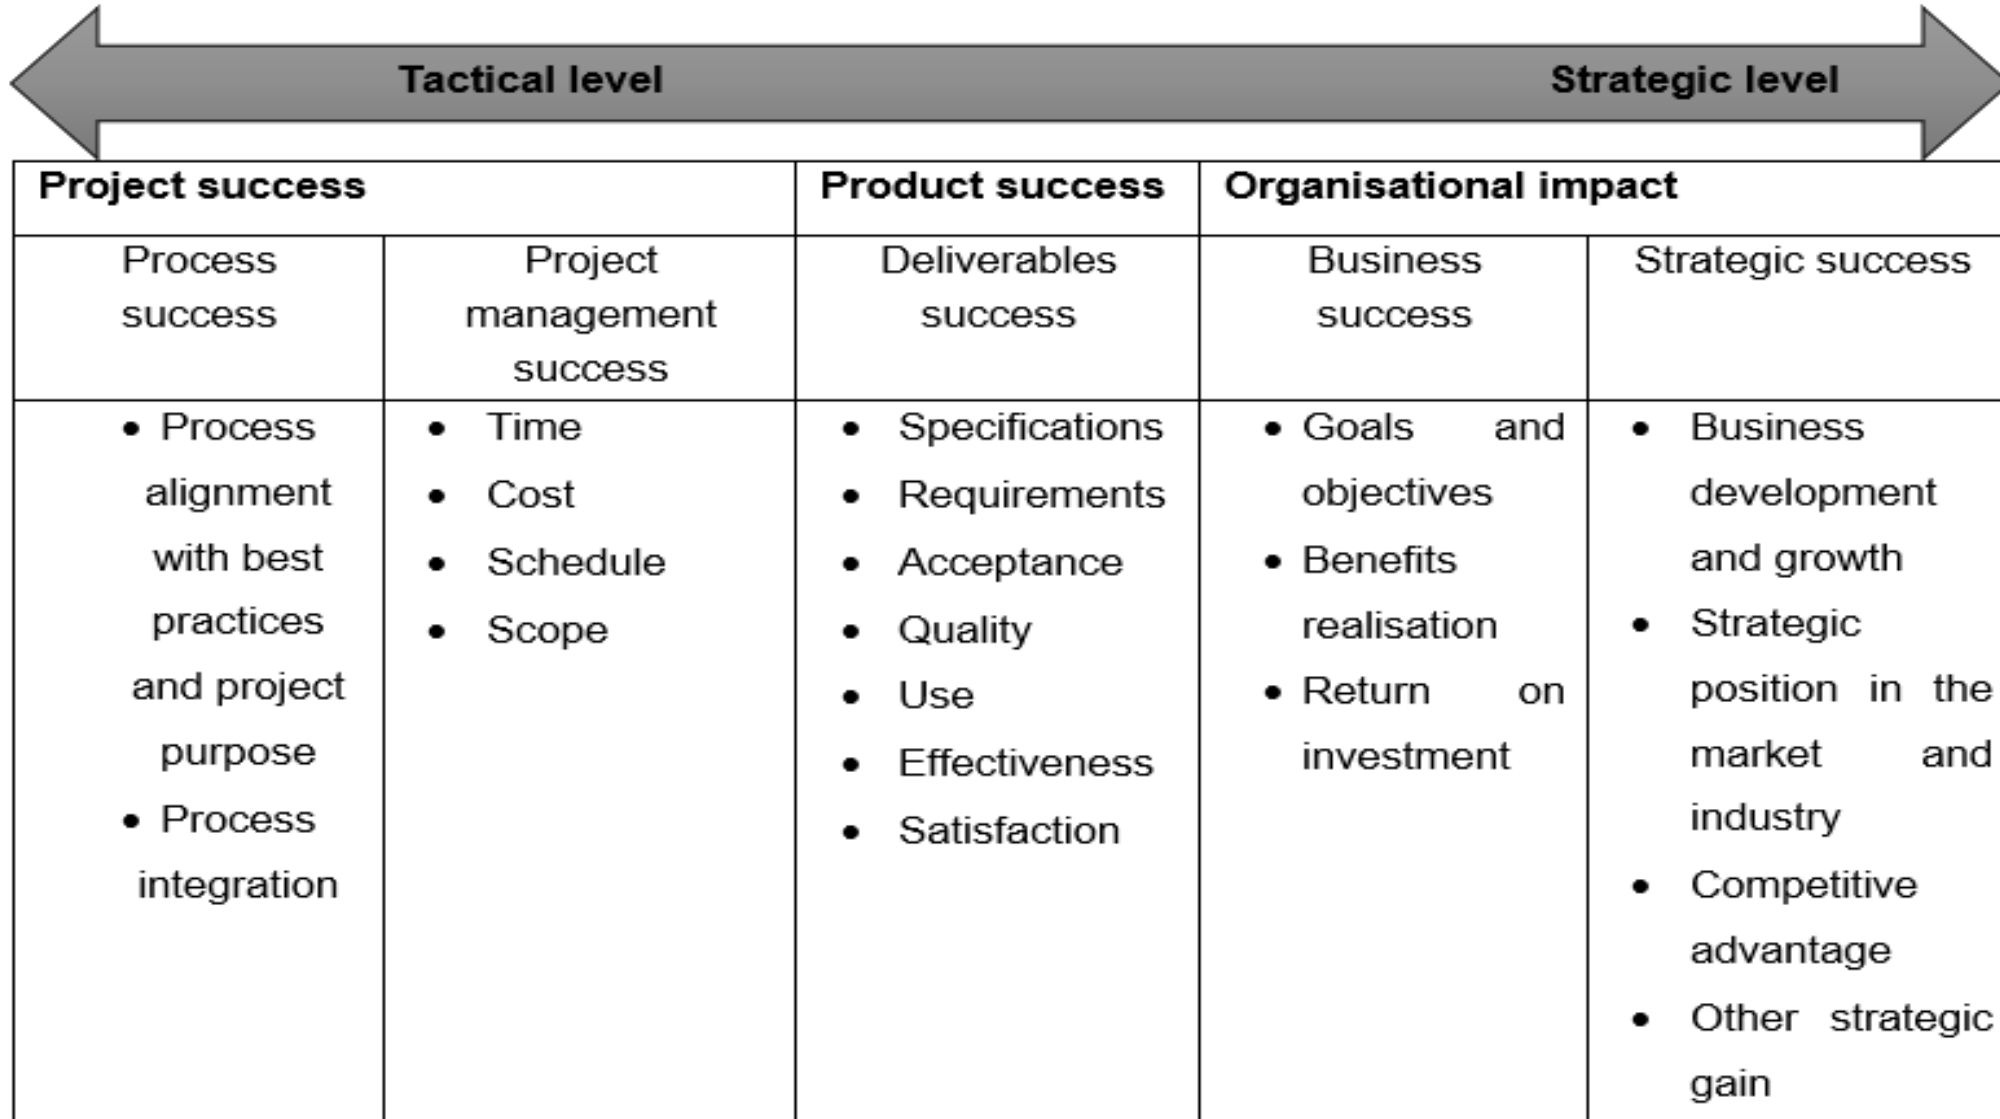 Tactical level
Strategic level
Project success
Product success
Organisational impact
Process
success
Project
management
success
Deliverables
success
Business
success
Strategic success
• Process
alignment
with best
practices
and project
purpose
• Process
integration
• Time
• Cost
• Schedule
• Scope
• Specifications
• Requirements
• Acceptance
• Quality
• Use
• Effectiveness
• Satisfaction
• Goals and
objectives
• Benefits
realisation
• Return on
investment
• Business
development
and growth
• Strategic
position in the
market and
industry
• Competitive
advantage
• Other strategic
gain